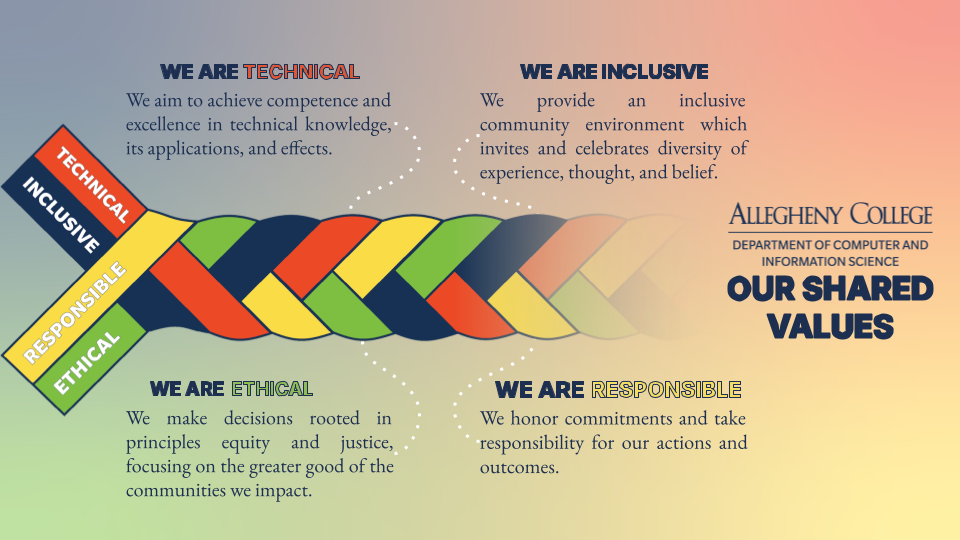 WE ARE TECHNICAL
We aim to achieve competence and
excellence in technical knowledge,
its applications, and effects.
WE ARE INCLUSIVE
We provide an inclusive
community environment which
invites and celebrates diversity of
experience, thought, and belief.
TECHNICAL
INCLUSIVE
RESPONSIBLE
ETHICAL
ALLEGHENY COLLEGE
DEPARTMENT OF COMPUTER AND
INFORMATION SCIENCE
OUR SHARED
VALUES
WE ARE ETHICAL
We make decisions rooted in
principles equity and justice,
focusing on the greater good of the
communities we impact.
WE ARE RESPONSIBLE
We honor commitments and take
responsibility for our actions and
outcomes.